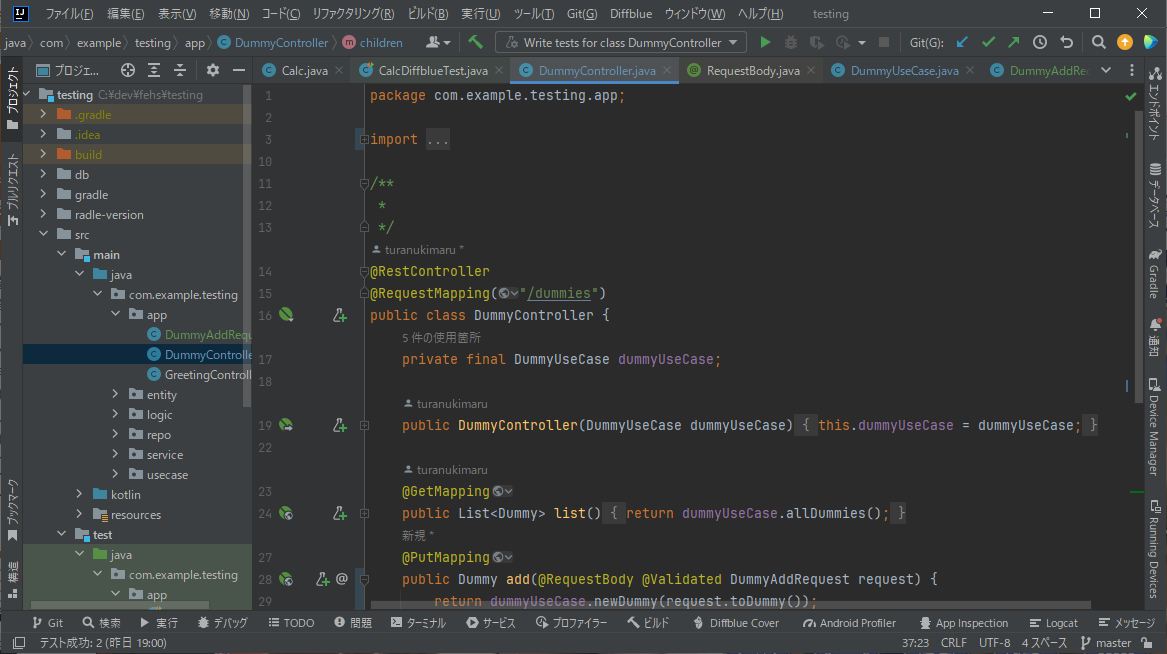 ファイル(F) 編集(E) 表示(V) 移動(N) コード(C) リファクタリング(R) ビルド(B) 実行(U) ツール(T) Git(G) Diffblue ウィンドウ(W) ヘルプ(H) testing
java com example testing app DummyController children Write tests for class DummyController Git(G):
プロジェ... Calc.java CalcDiffblueTest.java DummyController.java RequestBody.java DummyUseCase.java DummyAddRe
プロジェクト
プルリクエスト
ブックマーク
構造
testing C:¥dev¥fehs¥testing
.gradle
.idea
build
db
gradle
radle-version
src
main
java
com.example.testing
app
DummyAddRequ
DummyControlle
GreetingControll
entity
logic
repo
service
usecase
kotlin
resources
test
java
com.example.testing
app
1 package com.example.testing.app;
2
3 import ...
10
11 /**
12 *
13 */
turanukimaru *
14 @RestController
15 @RequestMapping("/dummies")
16 public class DummyController {
5 件の使用箇所
17 private final DummyUseCase dummyUseCase;
18
turanukimaru
19 public DummyController(DummyUseCase dummyUseCase) { this.dummyUseCase = dummyUseCase; }
22
turanukimaru
23 @GetMapping
24 public List<Dummy> list() { return dummyUseCase.allDummies(); }
新規 *
27 @PutMapping
28 @ public Dummy add(@RequestBody @Validated DummyAddRequest request) {
29 return dummyUseCase.newDummy(request.toDummy());
エンドポイント
データベース
Gradle
通知
Device Manager
Running Devices
Git 検索 実行 デバッグ TODO 問題 ターミナル サービス プロファイラー ビルド Diffblue Cover Android Profiler App Inspection Logcat メッセージ
テスト成功: 2 (昨日 19:00) 37:23 CRLF UTF-8 4 スペース master